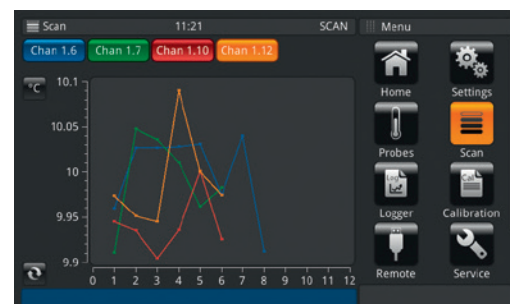 Scan 11:21 SCAN Menu
Chan 1.6 Chan 1.7 Chan 1.10 Chan 1.12
°C
10.1
10.05
10
9.95
9.9
0 1 2 3 4 5 6 7 8 9 10 11 12
Home Settings
Probes Scan
Log Cal
Logger Calibration
Remote Service